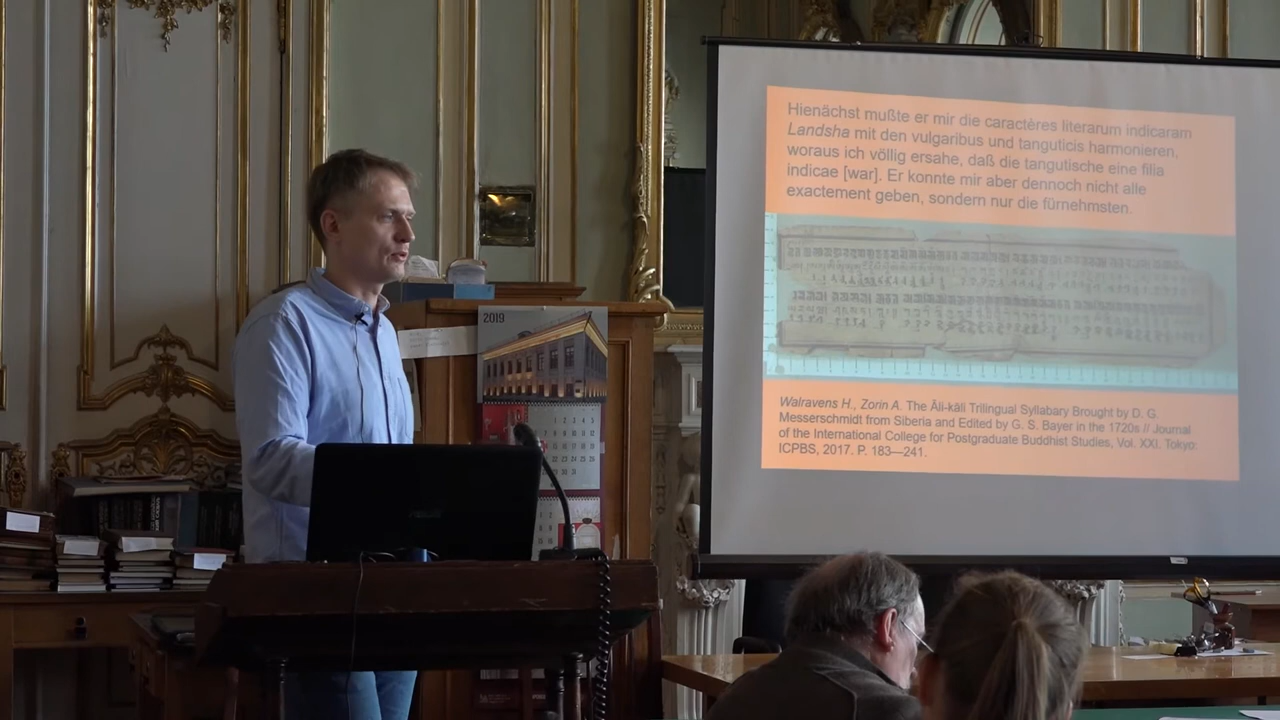 2019
Hienächst mußte er mir die caractères literarum indicaram
Landsha mit den vulgaribus und tanguticis harmonieren,
woraus ich völlig ersahe, daß die tangutische eine filia
indicae [war]. Er konnte mir aber dennoch nicht alle
exactement geben, sondern nur die fürnehmsten.
Walravens H., Zorin A. The Āli-kāli Trilingual Syllabary Brought by D. G.
Messerschmidt from Siberia and Edited by G. S. Bayer in the 1720s // Journal
of the International College for Postgraduate Buddhist Studies, Vol. XXI. Tokyo:
ICPBS, 2017. P. 183—241.